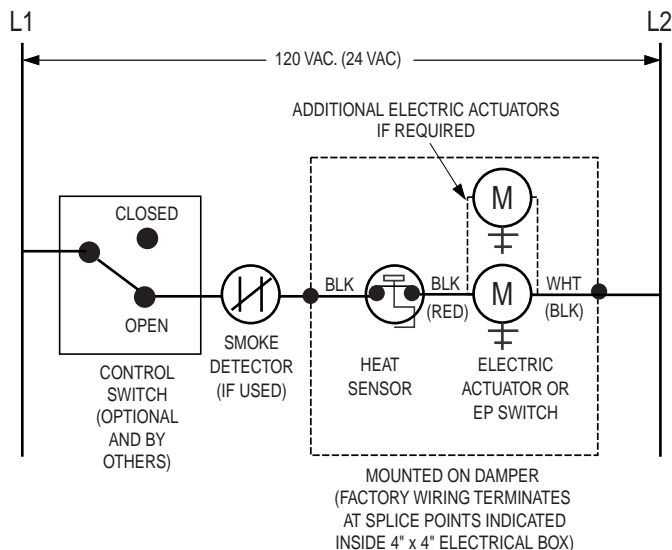 L1
L2
120 VAC. (24 VAC)
ADDITIONAL ELECTRIC ACTUATORS
IF REQUIRED
M
CLOSED
OPEN
BLK
BLK
(RED)
M
WHT
(BLK)
SMOKE
DETECTOR
(IF USED)
HEAT
SENSOR
ELECTRIC
ACTUATOR OR
EP SWITCH
CONTROL
SWITCH
(OPTIONAL
AND BY
OTHERS)
MOUNTED ON DAMPER
(FACTORY WIRING TERMINATES
AT SPLICE POINTS INDICATED
INSIDE 4" x 4" ELECTRICAL BOX)